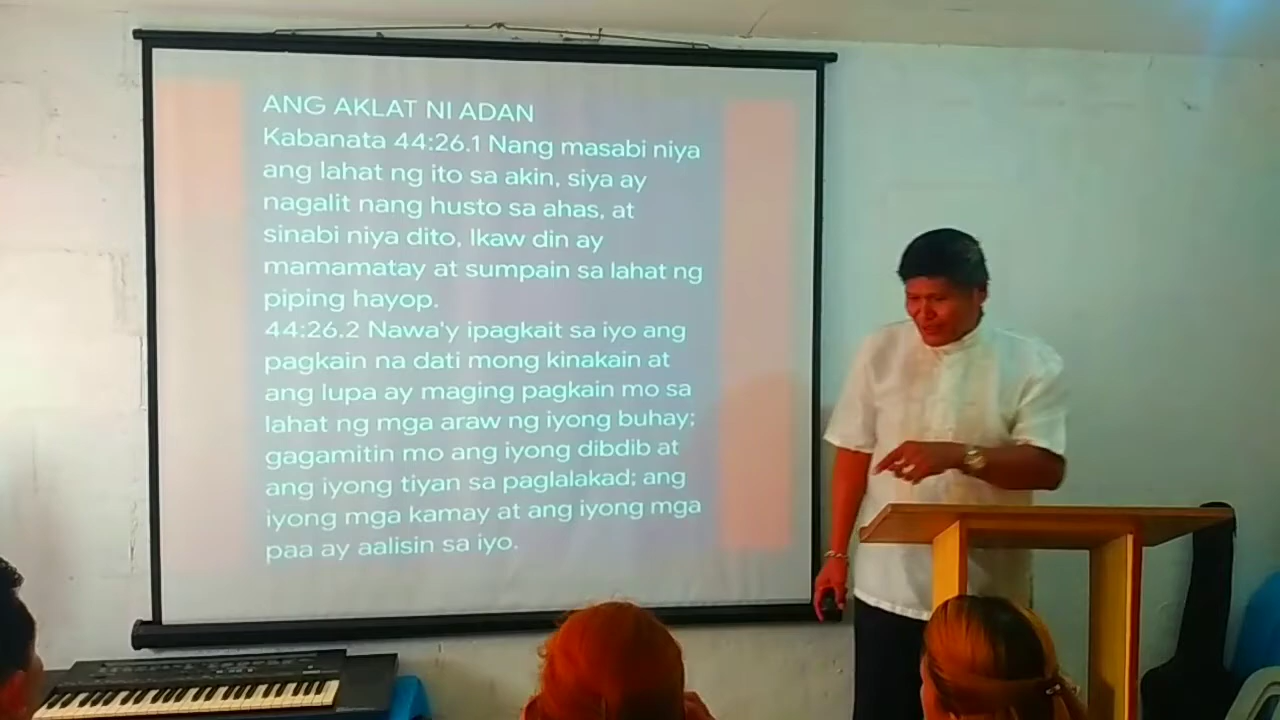 ANG AKLAT NI ADAN
Kabanata 44:26.1 Nang masabi niya
ang lahat ng ito sa akin, siya ay
nagalit nang husto sa ahas, at
sinabi niya dito, Ikaw din ay
mamamatay at sumpain sa lahat ng
piping hayop.
44:26.2 Nawa'y ipagkait sa iyo ang
pagkain na dati mong kinakain at
ang lupa ay maging pagkain mo sa
lahat ng mga araw ng iyong buhay;
gagamitin mo ang iyong dibdib at
ang iyong tiyan sa paglalakad; ang
iyong mga kamay at ang iyong mga
paa ay aalisin sa iyo.